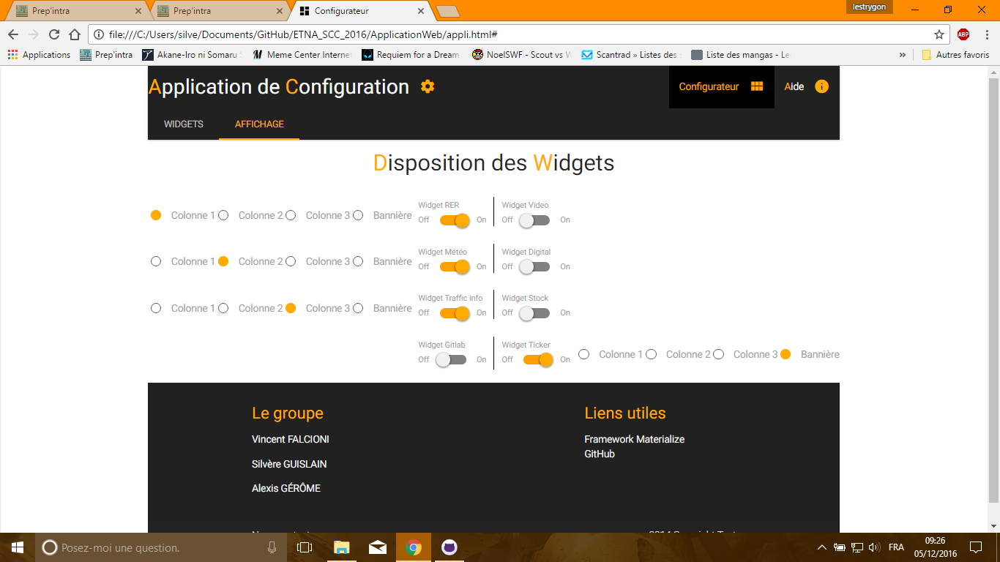 Prep'intra
Prep'intra
Configurateur
lestrygon
file:///C:/Users/silve/Documents/GitHub/ETNA_SCC_2016/ApplicationWeb/appli.html#
ABP
Applications
Prep'intra
Akane-Iro ni Somaru
Meme Center Internet
Requiem for a Dream
NoelSWF - Scout vs
Scantrad » Listes des
Liste des mangas -
»
Autres favoris
Application de Configuration
Configurateur
Aide
WIDGETS
AFFICHAGE
Disposition des Widgets
Colonne 1 Colonne 2 Colonne 3 Bannière
Widget RER
Off On
Widget Video
Off On
Colonne 1 Colonne 2 Colonne 3 Bannière
Widget Météo
Off On
Widget Digital
Off On
Colonne 1 Colonne 2 Colonne 3 Bannière
Widget Traffic info
Off On
Widget Stock
Off On
Widget Gitlab
Off On
Widget Ticker
Off On
Colonne 1 Colonne 2 Colonne 3 Bannière
Le groupe
Vincent FALCIONI
Silvère GUISLAIN
Alexis GÉRÔME
Liens utiles
Framework Materialize
GitHub
Posez-moi une question.
FRA
09:26
05/12/2016